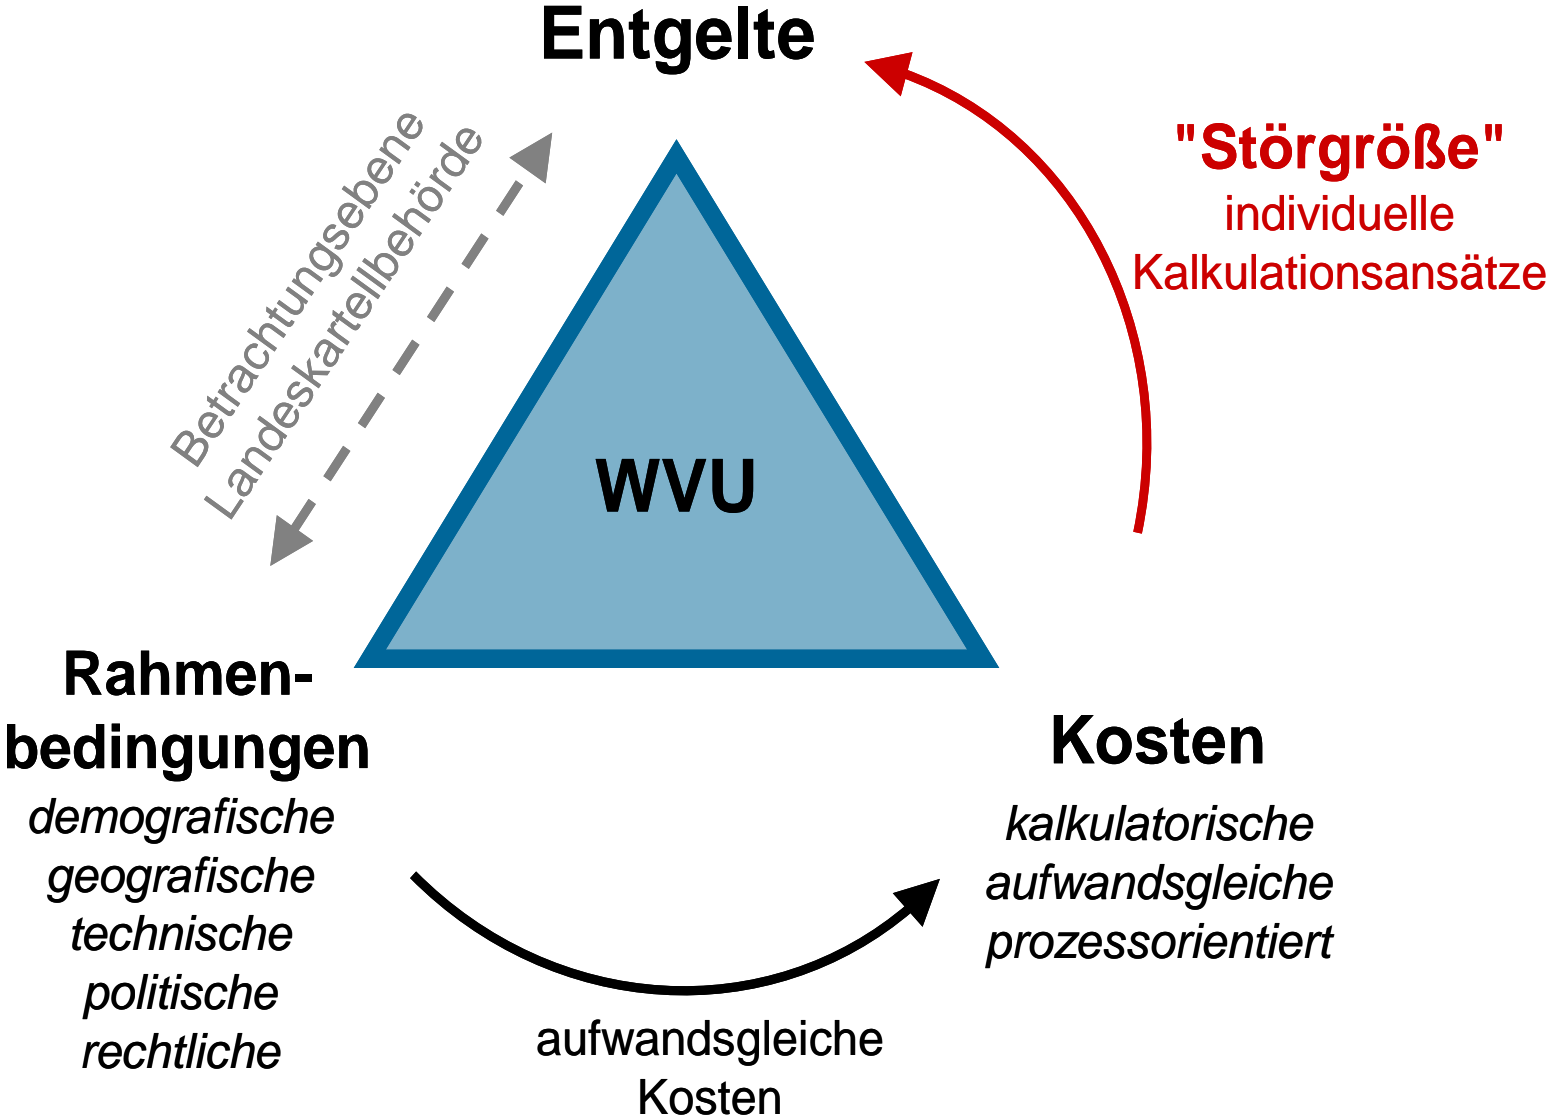 Entgelte
Betrachtungsebene
Landeskartellbehörde
"Störgröße"
individuelle
Kalkulationsansätze
WVU
Rahmen-
bedingungen
demografische
geografische
technische
politische
rechtliche
Kosten
kalkulatorische
aufwandsgleiche
prozessorientiert
aufwandsgleiche
Kosten